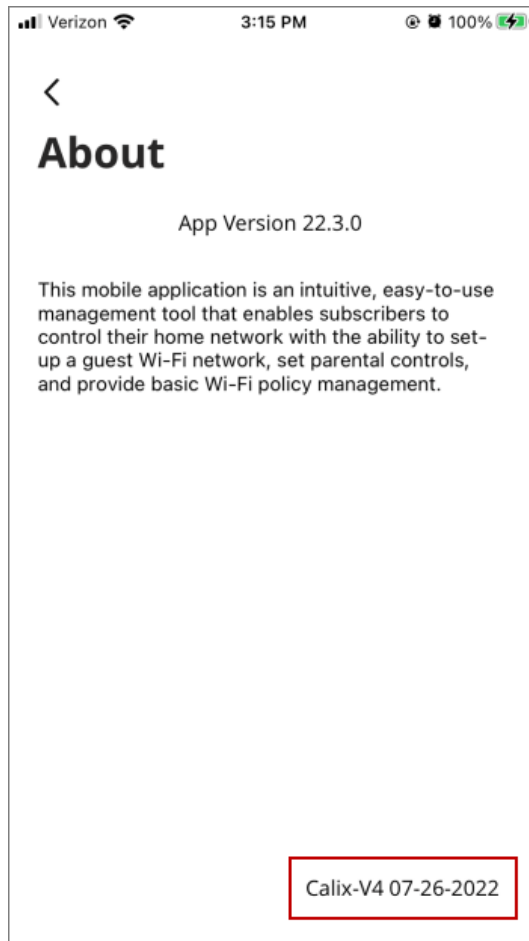 Verizon 3:15 PM 100%
About
App Version 22.3.0
This mobile application is an intuitive, easy-to-use
management tool that enables subscribers to
control their home network with the ability to set-
up a guest Wi-Fi network, set parental controls,
and provide basic Wi-Fi policy management.
Calix-V4 07-26-2022